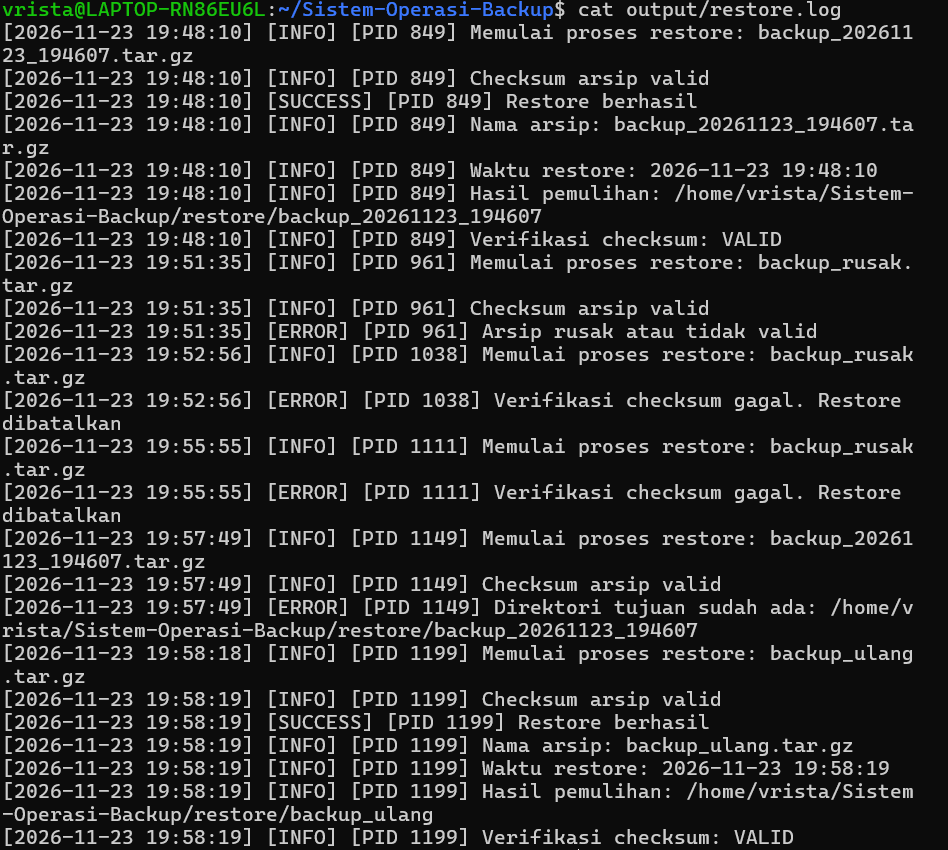 vrista@LAPTOP-RN86EU6L:~/Sistem-Operasi-Backup$ cat output/restore.log
[2026-11-23 19:48:10] [INFO] [PID 849] Memulai proses restore: backup_202611
23_194607.tar.gz
[2026-11-23 19:48:10] [INFO] [PID 849] Checksum arsip valid
[2026-11-23 19:48:10] [SUCCESS] [PID 849] Restore berhasil
[2026-11-23 19:48:10] [INFO] [PID 849] Nama arsip: backup_20261123_194607.ta
r.gz
[2026-11-23 19:48:10] [INFO] [PID 849] Waktu restore: 2026-11-23 19:48:10
[2026-11-23 19:48:10] [INFO] [PID 849] Hasil pemulihan: /home/vrista/Sistem-
Operasi-Backup/restore/backup_20261123_194607
[2026-11-23 19:48:10] [INFO] [PID 849] Verifikasi checksum: VALID
[2026-11-23 19:51:35] [INFO] [PID 961] Memulai proses restore: backup_rusak.
tar.gz
[2026-11-23 19:51:35] [INFO] [PID 961] Checksum arsip valid
[2026-11-23 19:51:35] [ERROR] [PID 961] Arsip rusak atau tidak valid
[2026-11-23 19:52:56] [INFO] [PID 1038] Memulai proses restore: backup_rusak
.tar.gz
[2026-11-23 19:52:56] [ERROR] [PID 1038] Verifikasi checksum gagal. Restore
dibatalkan
[2026-11-23 19:55:55] [INFO] [PID 1111] Memulai proses restore: backup_rusak
.tar.gz
[2026-11-23 19:55:55] [ERROR] [PID 1111] Verifikasi checksum gagal. Restore
dibatalkan
[2026-11-23 19:57:49] [INFO] [PID 1149] Memulai proses restore: backup_20261
123_194607.tar.gz
[2026-11-23 19:57:49] [INFO] [PID 1149] Checksum arsip valid
[2026-11-23 19:57:49] [ERROR] [PID 1149] Direktori tujuan sudah ada: /home/v
rista/Sistem-Operasi-Backup/restore/backup_20261123_194607
[2026-11-23 19:58:18] [INFO] [PID 1199] Memulai proses restore: backup_ulang
.tar.gz
[2026-11-23 19:58:19] [INFO] [PID 1199] Checksum arsip valid
[2026-11-23 19:58:19] [SUCCESS] [PID 1199] Restore berhasil
[2026-11-23 19:58:19] [INFO] [PID 1199] Nama arsip: backup_ulang.tar.gz
[2026-11-23 19:58:19] [INFO] [PID 1199] Waktu restore: 2026-11-23 19:58:19
[2026-11-23 19:58:19] [INFO] [PID 1199] Hasil pemulihan: /home/vrista/Sistem
-Operasi-Backup/restore/backup_ulang
[2026-11-23 19:58:19] [INFO] [PID 1199] Verifikasi checksum: VALID